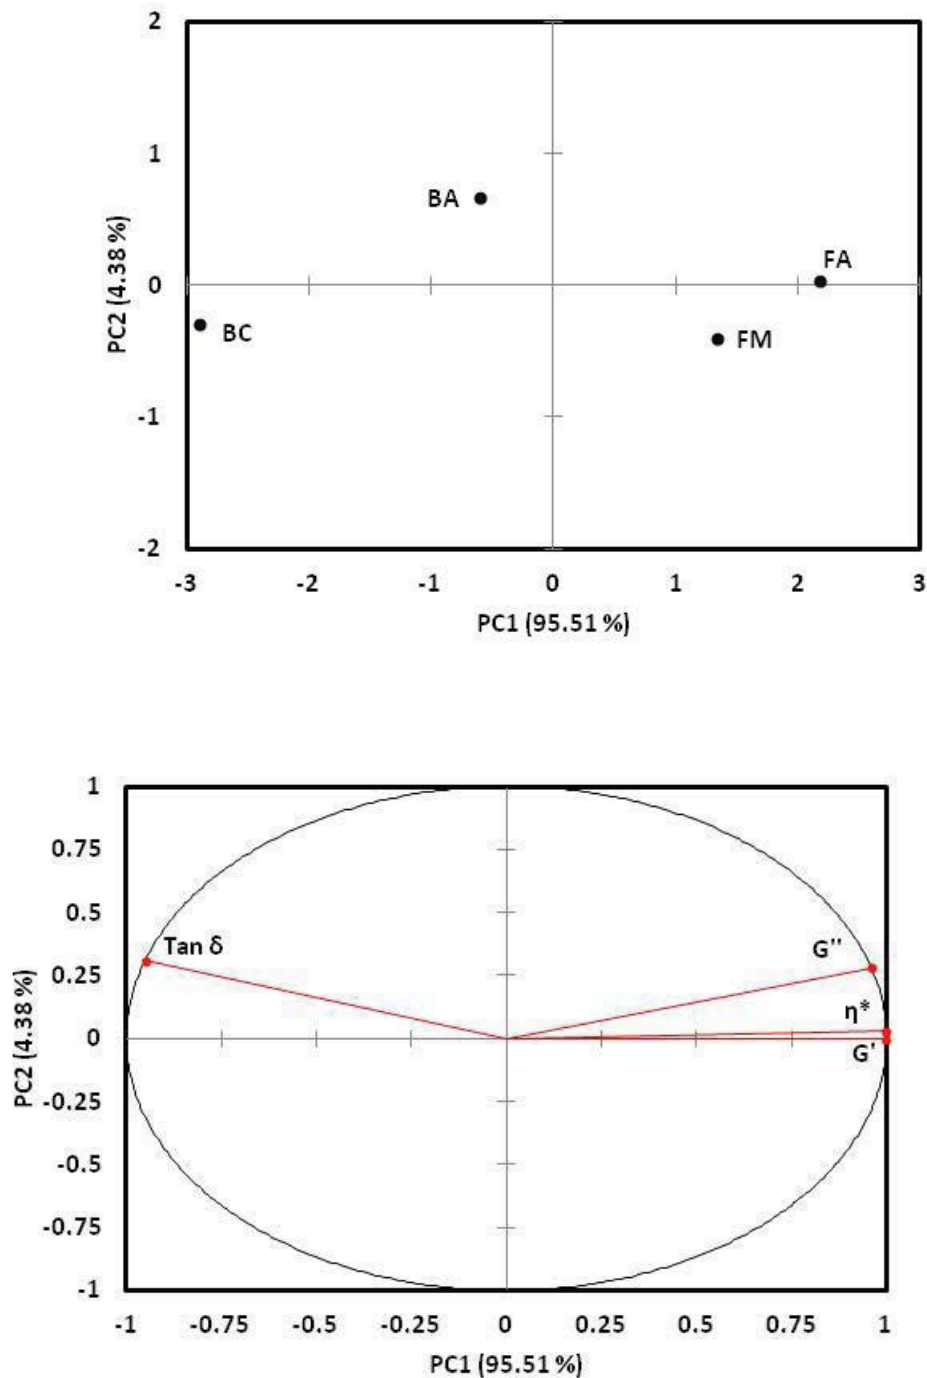 2
1
BA
FA
0
BC
FM
-1
-2
-3 -2 -1 0 1 2 3
PC2 (4.38 %)
PC1 (95.51 %)
1
0.75
0.5
Tan δ
G''
0.25
η*
0
G'
-0.25
-0.5
-0.75
-1
-1 -0.75 -0.5 -0.25 0 0.25 0.5 0.75 1
PC2 (4.38 %)
PC1 (95.51 %)